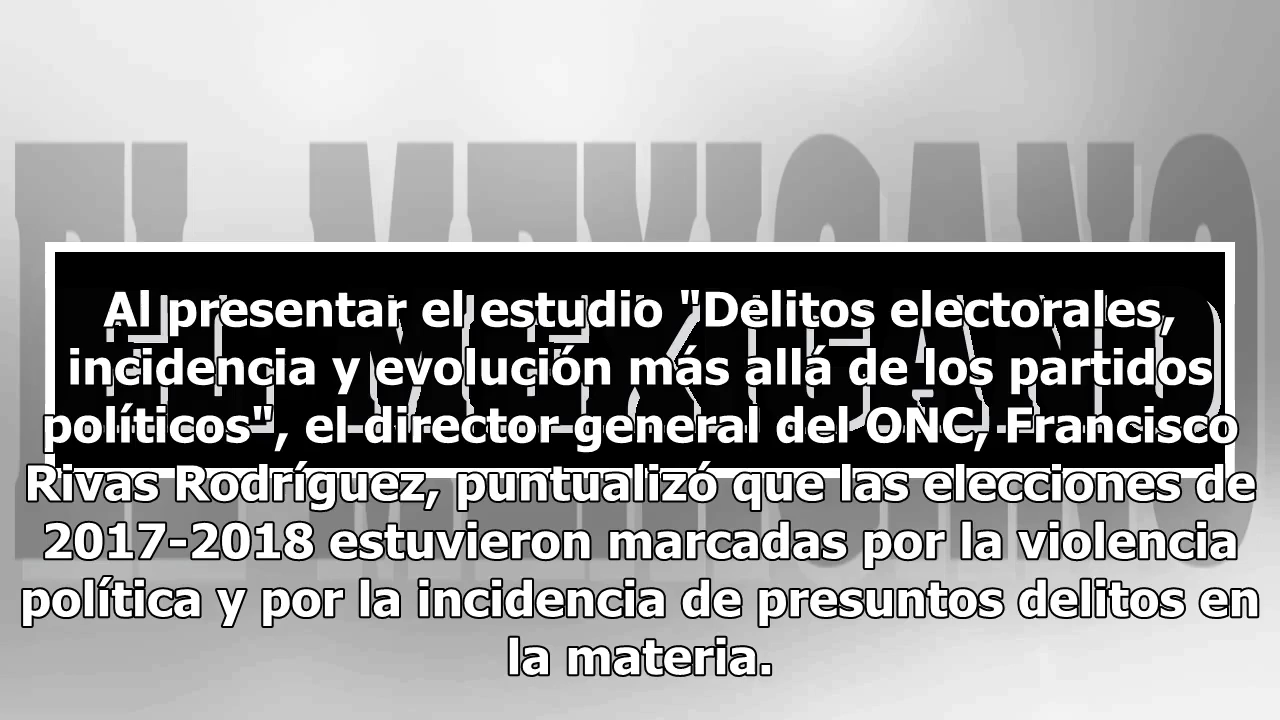 EL MEXICANO
Al presentar el estudio "Delitos electorales,
incidencia y evolución más allá de los partidos
políticos", el director general del ONC, Francisco
Rivas Rodríguez, puntualizó que las elecciones de
2017-2018 estuvieron marcadas por la violencia
política y por la incidencia de presuntos delitos en
la materia.